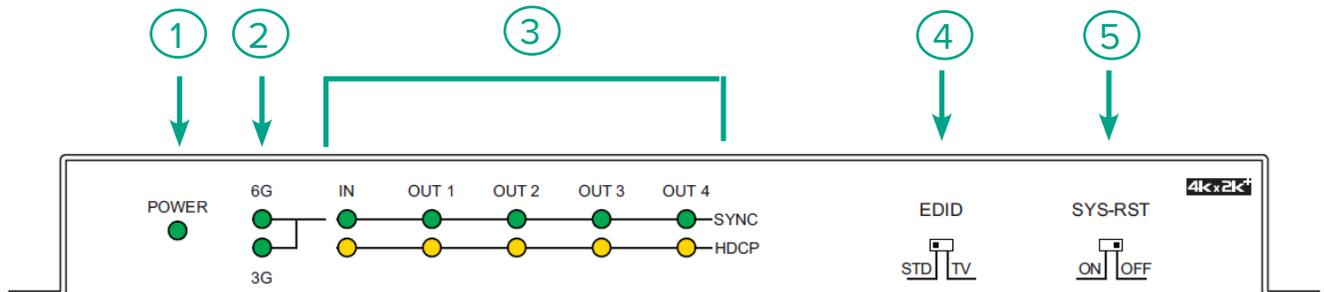 1 2 3 4 5
6G IN OUT 1 OUT 2 OUT 3 OUT 4
POWER
EDID SYS-RST
4Kx2K+
SYNC
HDCP
3G
STD TV
ON OFF